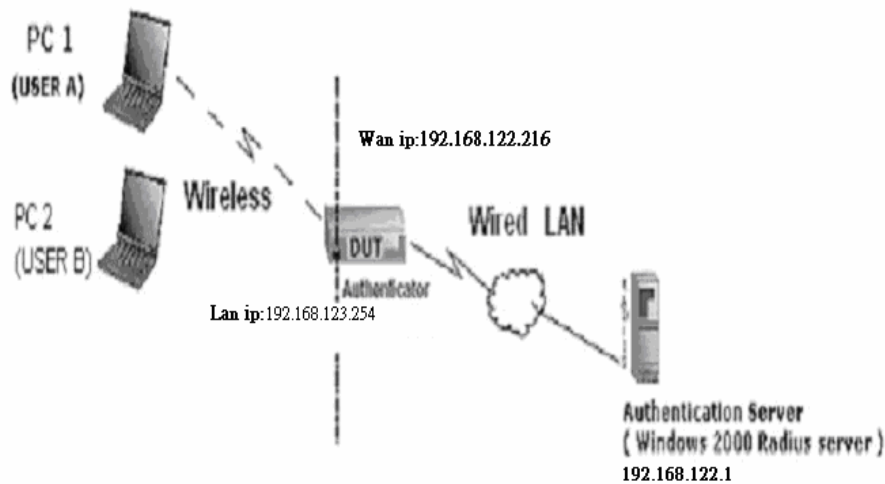 PC 1
(USER A)
Wan ip:192.168.122.216
Wireless
PC 2
(USER B)
Wired LAN
DUT
Authenticator
Lan ip:192.168.123.254
Authentication Server
( Windows 2000 Radius server )
192.168.122.1